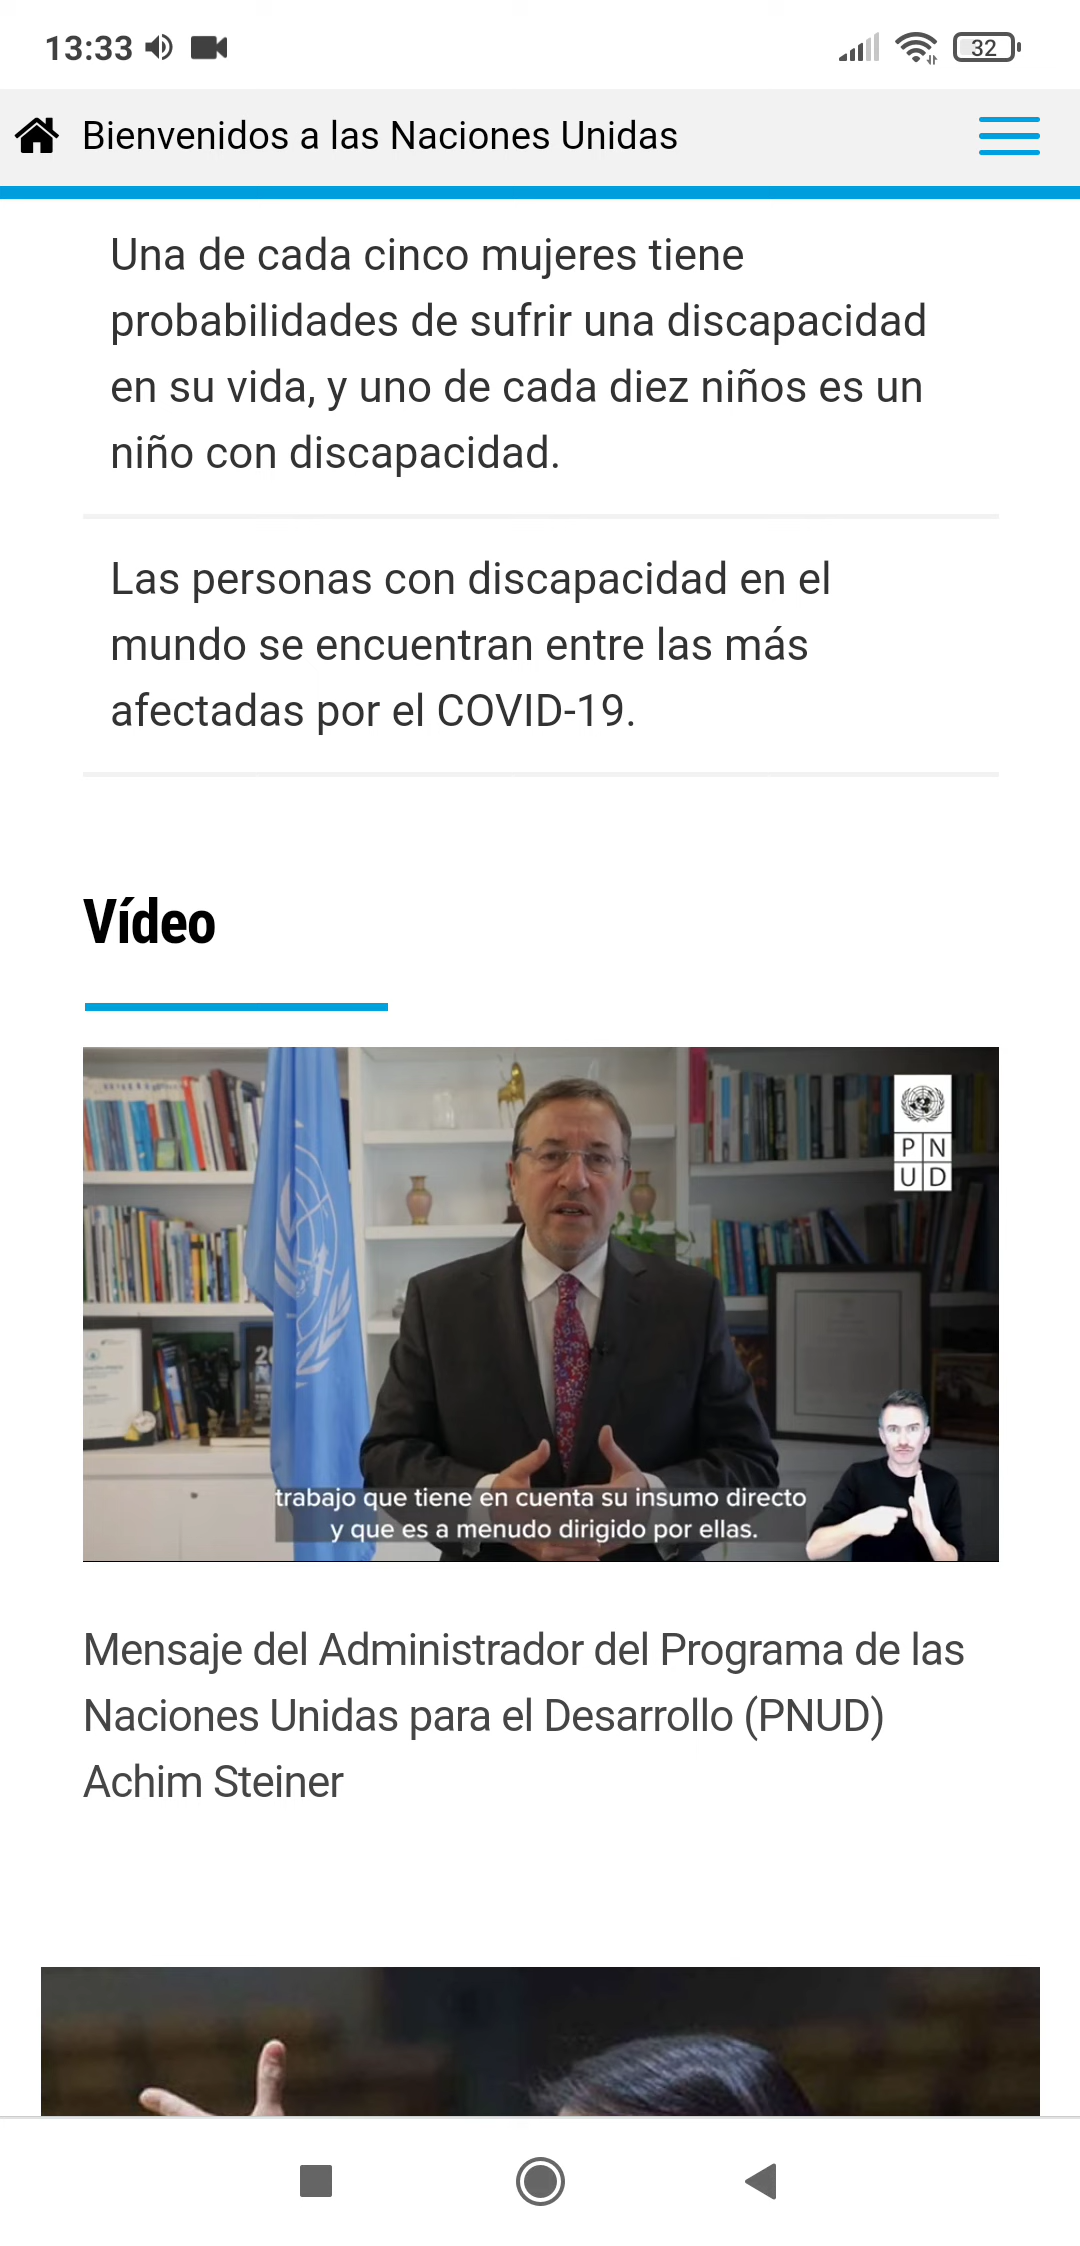 13:33
32
Bienvenidos a las Naciones Unidas
Una de cada cinco mujeres tiene
probabilidades de sufrir una discapacidad
en su vida, y uno de cada diez niños es un
niño con discapacidad.
Las personas con discapacidad en el
mundo se encuentran entre las más
afectadas por el COVID-19.
Vídeo
P N
U D
trabajo que tiene en cuenta su insumo directo
y que es a menudo dirigido por ellas.
Mensaje del Administrador del Programa de las
Naciones Unidas para el Desarrollo (PNUD)
Achim Steiner